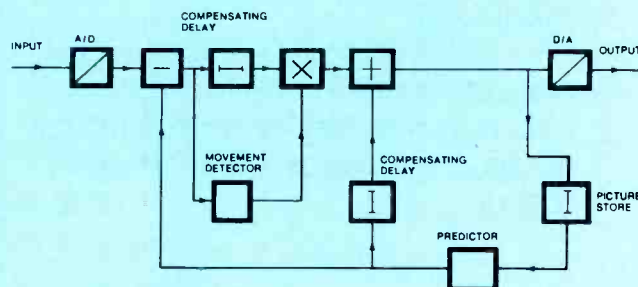 COMPENSATING
DELAY
INPUT
A/D
D/A
OUTPUT
MOVEMENT
DETECTOR
COMPENSATING
DELAY
PICTURE
STORE
PREDICTOR